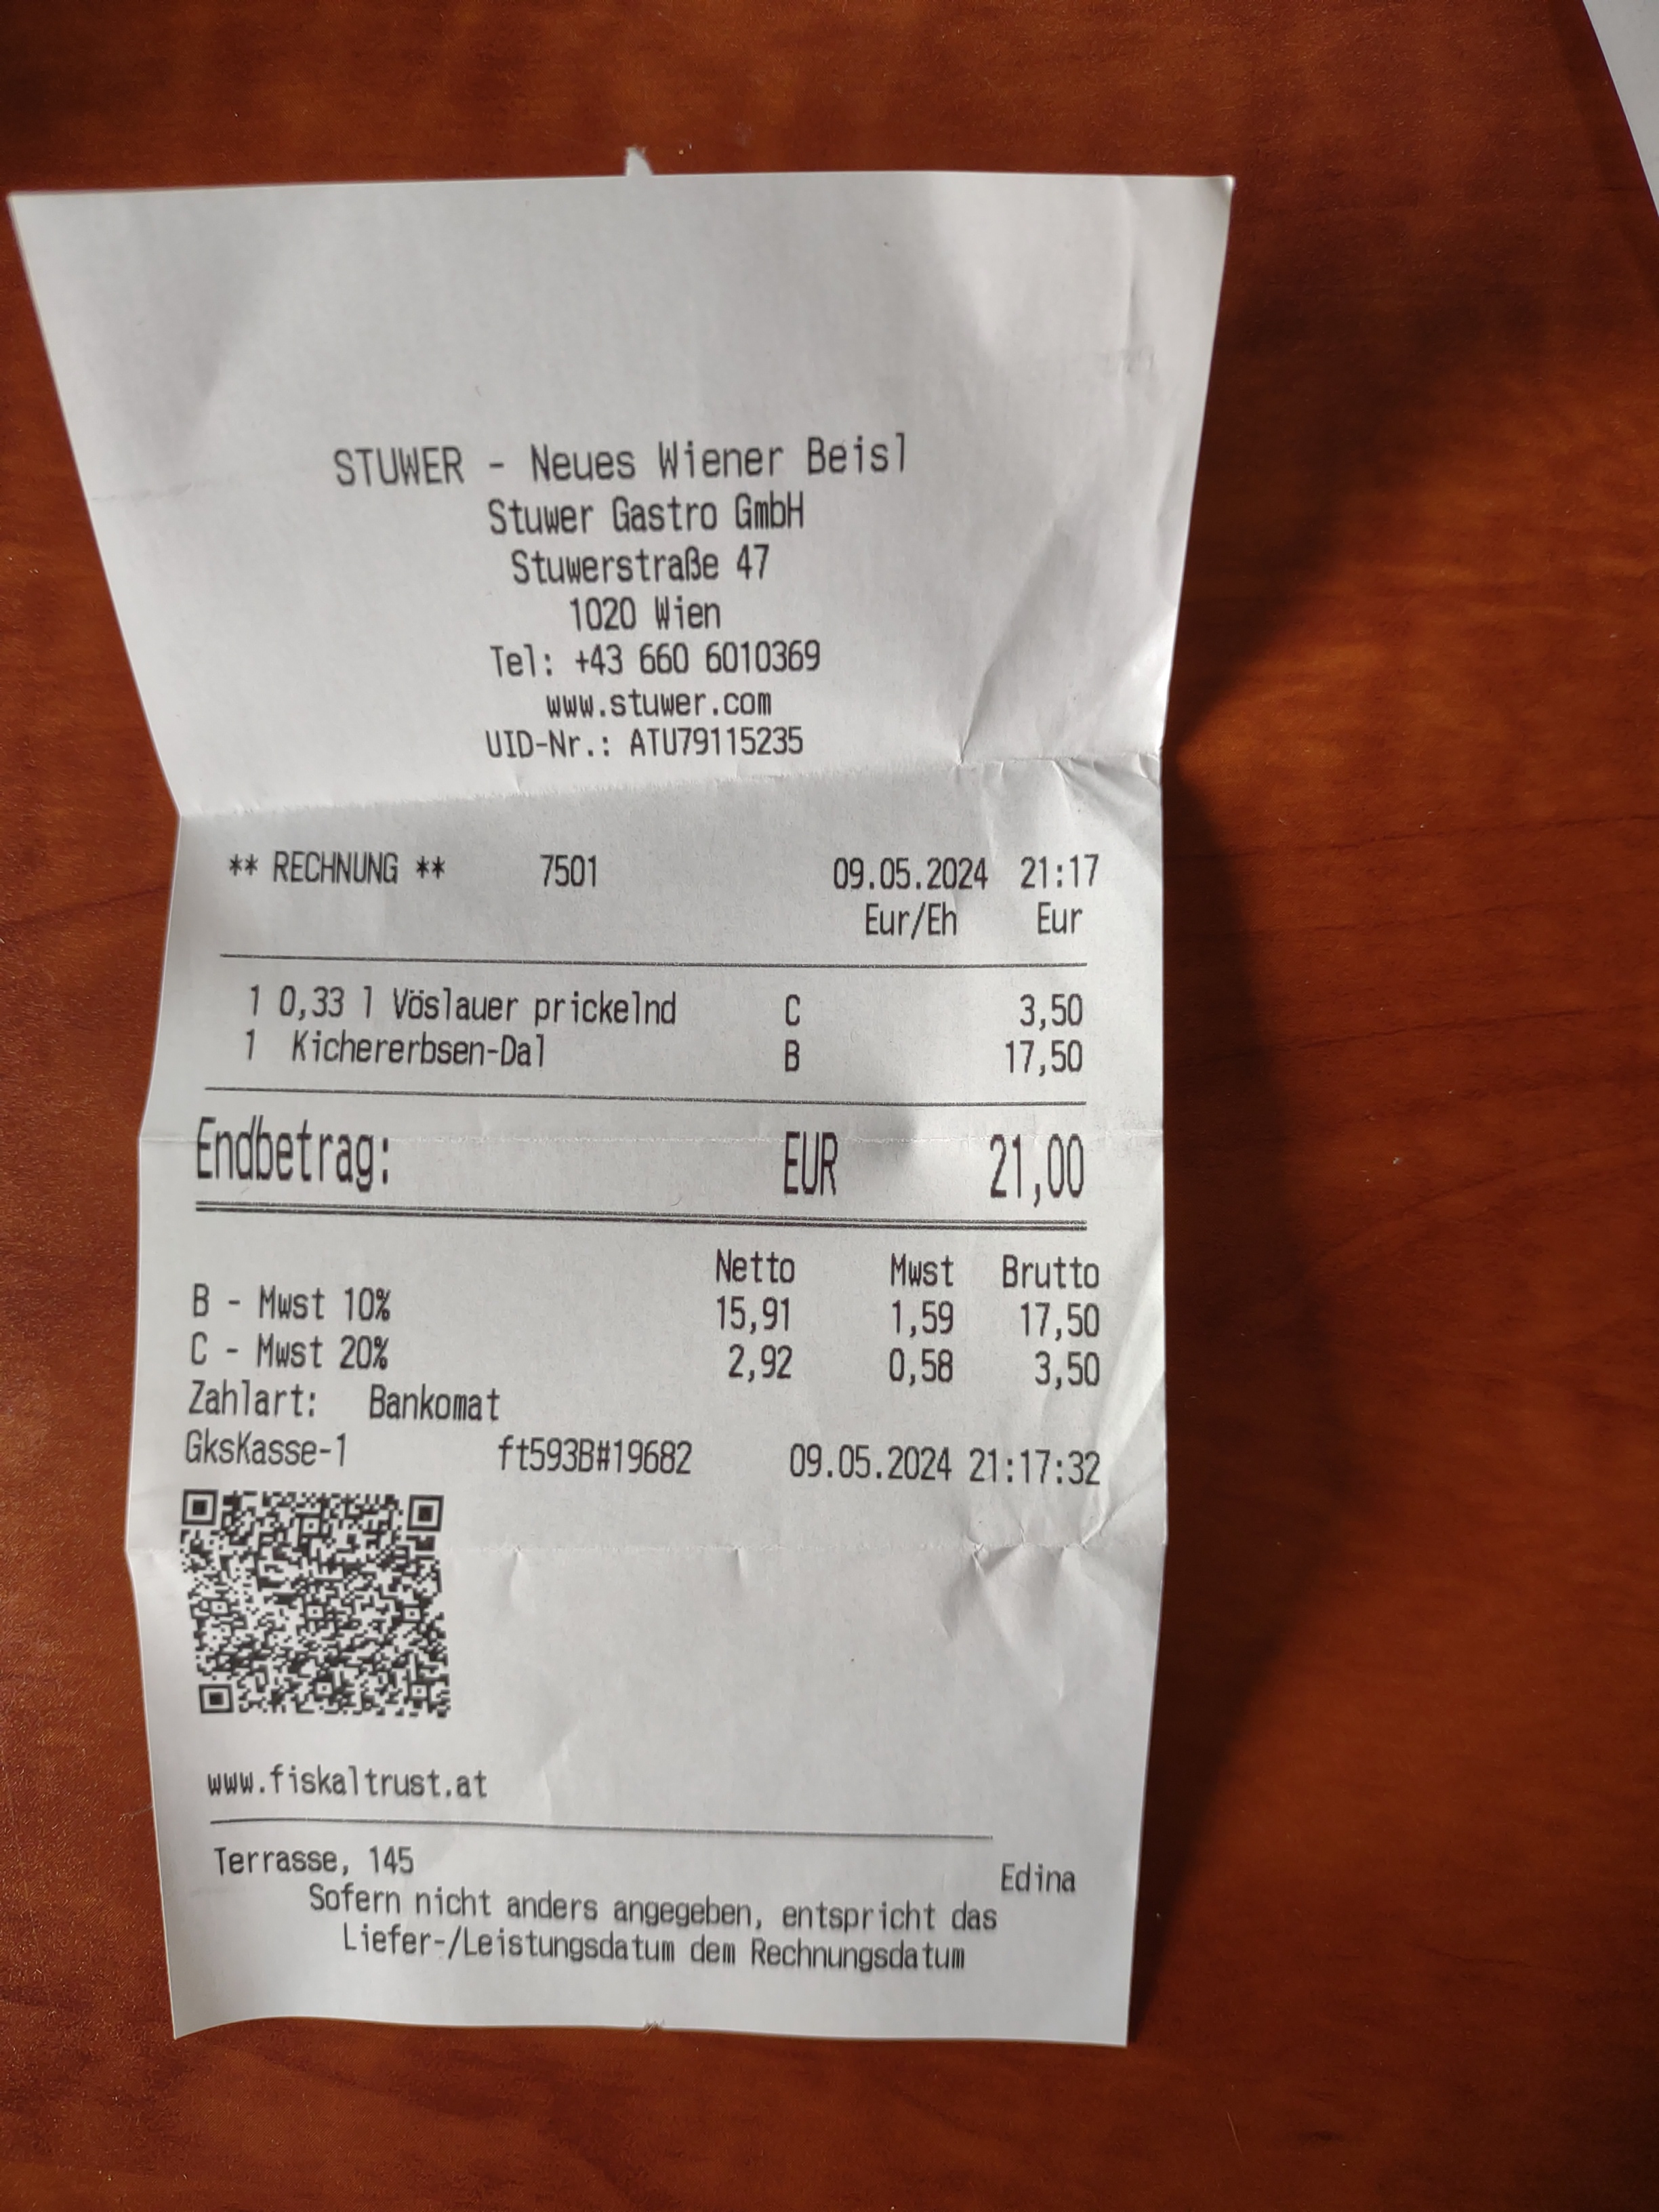 STUWER - Neues Wiener Beisl
Stuwer Gastro GmbH
Stuwerstraße 47
1020 Wien
Tel: +43 660 6010369
www.stuwer.com
UID-Nr.: ATU79115235
** RECHNUNG ** 7501 09.05.2024 21:17
Eur/Eh Eur
1 0,33 l Vöslauer prickelnd C 3,50
1 Kichererbsen-Dal B 17,50
Endbetrag: EUR 21,00
Netto Mwst Brutto
B - Mwst 10% 15,91 1,59 17,50
C - Mwst 20% 2,92 0,58 3,50
Zahlart: Bankomat
GksKasse-1 ft593B#19682 09.05.2024 21:17:32
www.fiskaltrust.at
Terrasse, 145 Edina
Sofern nicht anders angegeben, entspricht das
Liefer-/Leistungsdatum dem Rechnungsdatum